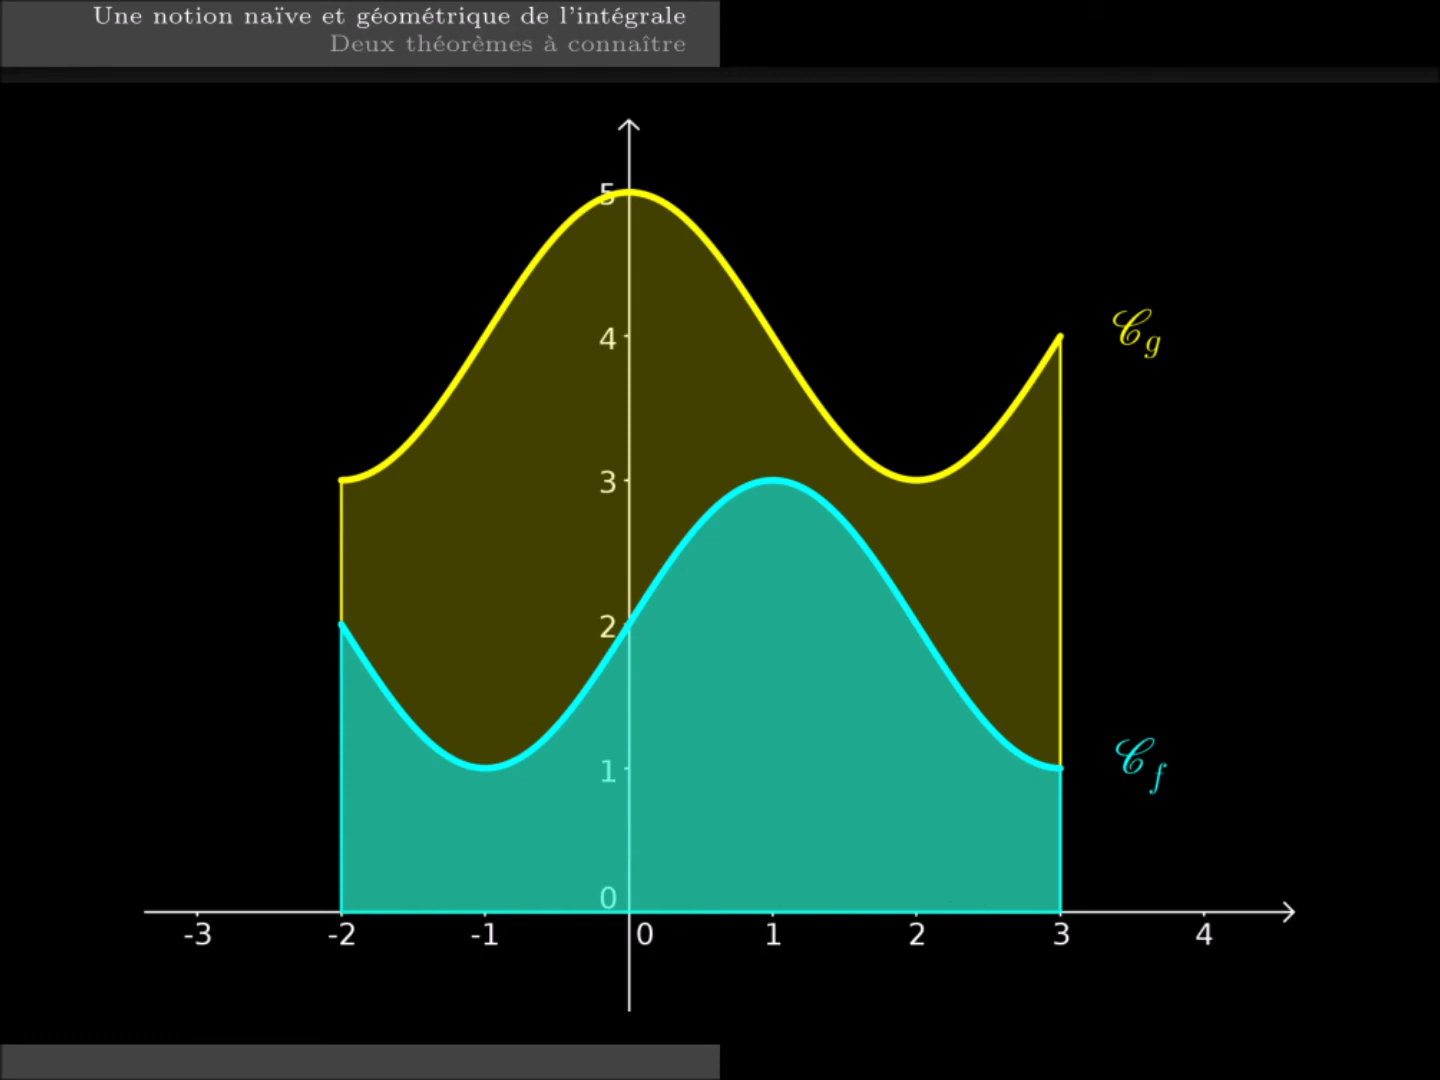 Une notion naïve et géométrique de l'intégrale
Deux théorèmes à connaître
5
4
𝒞g
3
2
1
𝒞f
0
-3 -2 -1 0 1 2 3 4